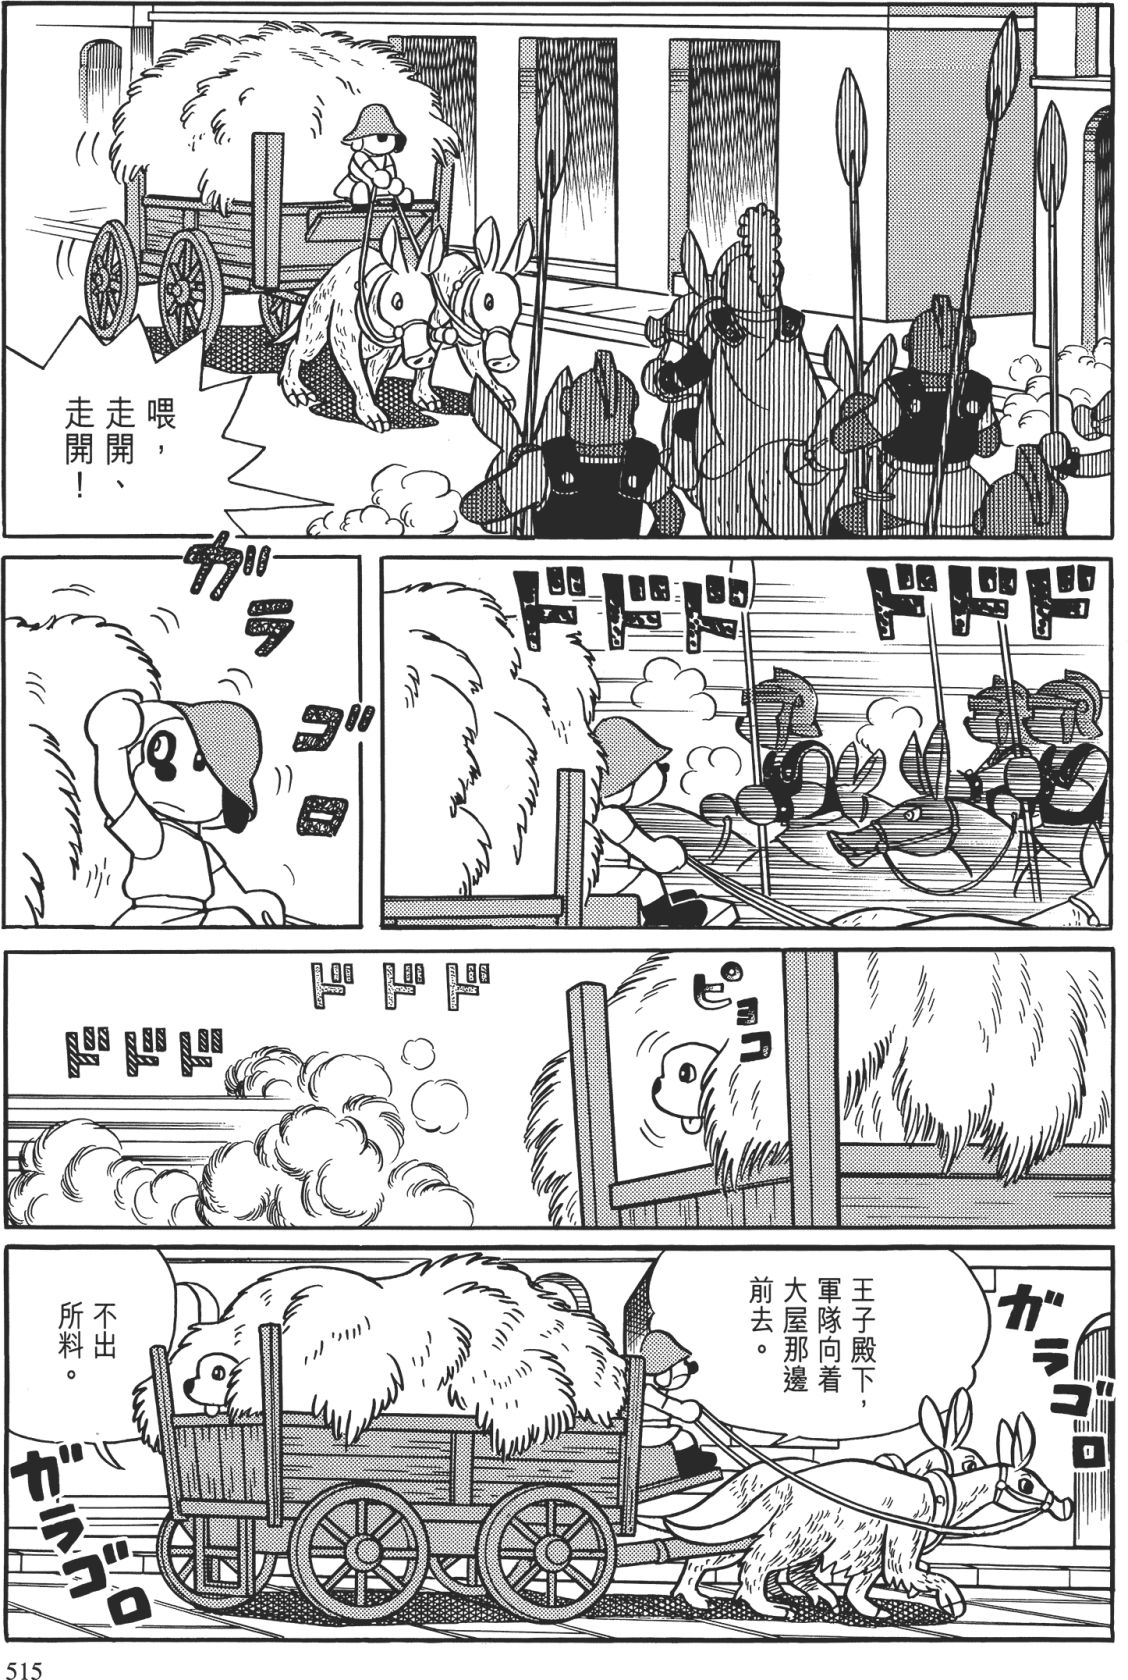 喂，
走開、
走開！
ドドド
ドドド
ガラゴロ
ピョコ
ドドド
ドドド
ガラゴロ
王子殿下，
軍隊向着
大屋那邊
前去。
不出
所料。
ガラゴロ
515